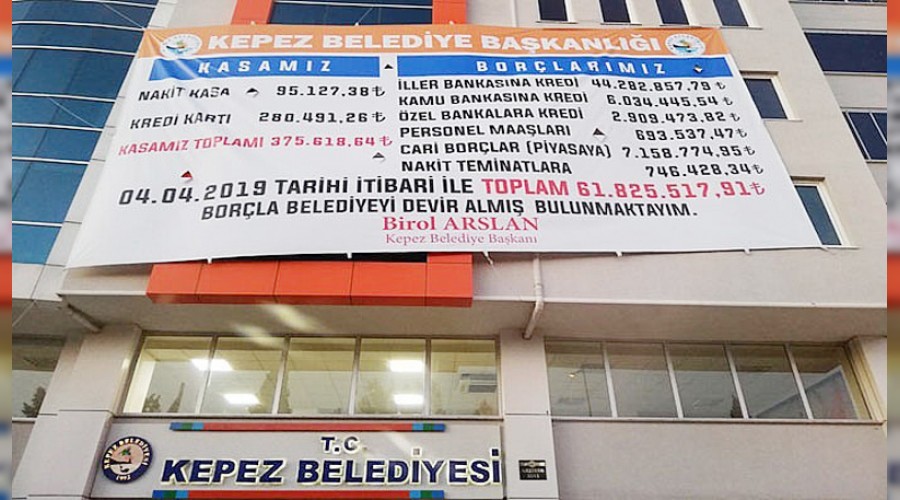 KEPEZ BELEDİYE BAŞKANLIĞI
KASAMIZ
NAKİT KASA 95.127,38 ₺
KREDİ KARTI 280.491,26 ₺
KASAMIZ TOPLAMI 375.618,64 ₺
BORÇLARIMIZ
İLLER BANKASINA KREDİ 44.282.857,79 ₺
KAMU BANKASINA KREDİ 6.034.445,54 ₺
ÖZEL BANKALARA KREDİ 2.909.473,82 ₺
PERSONEL MAAŞLARI 693.537,47 ₺
CARİ BORÇLAR (PİYASAYA) 7.158.774,95 ₺
NAKİT TEMİNATLARA 746.428,34 ₺
04.04.2019 TARİHİ İTİBARİ İLE TOPLAM 61.825.517,91 ₺
BORÇLA BELEDİYEYİ DEVİR ALMIŞ BULUNMAKTAYIM.
Birol ARSLAN
Kepez Belediye Başkanı
T.C.
KEPEZ BELEDİYESİ
KEPEZ BELEDİYESİ
1992